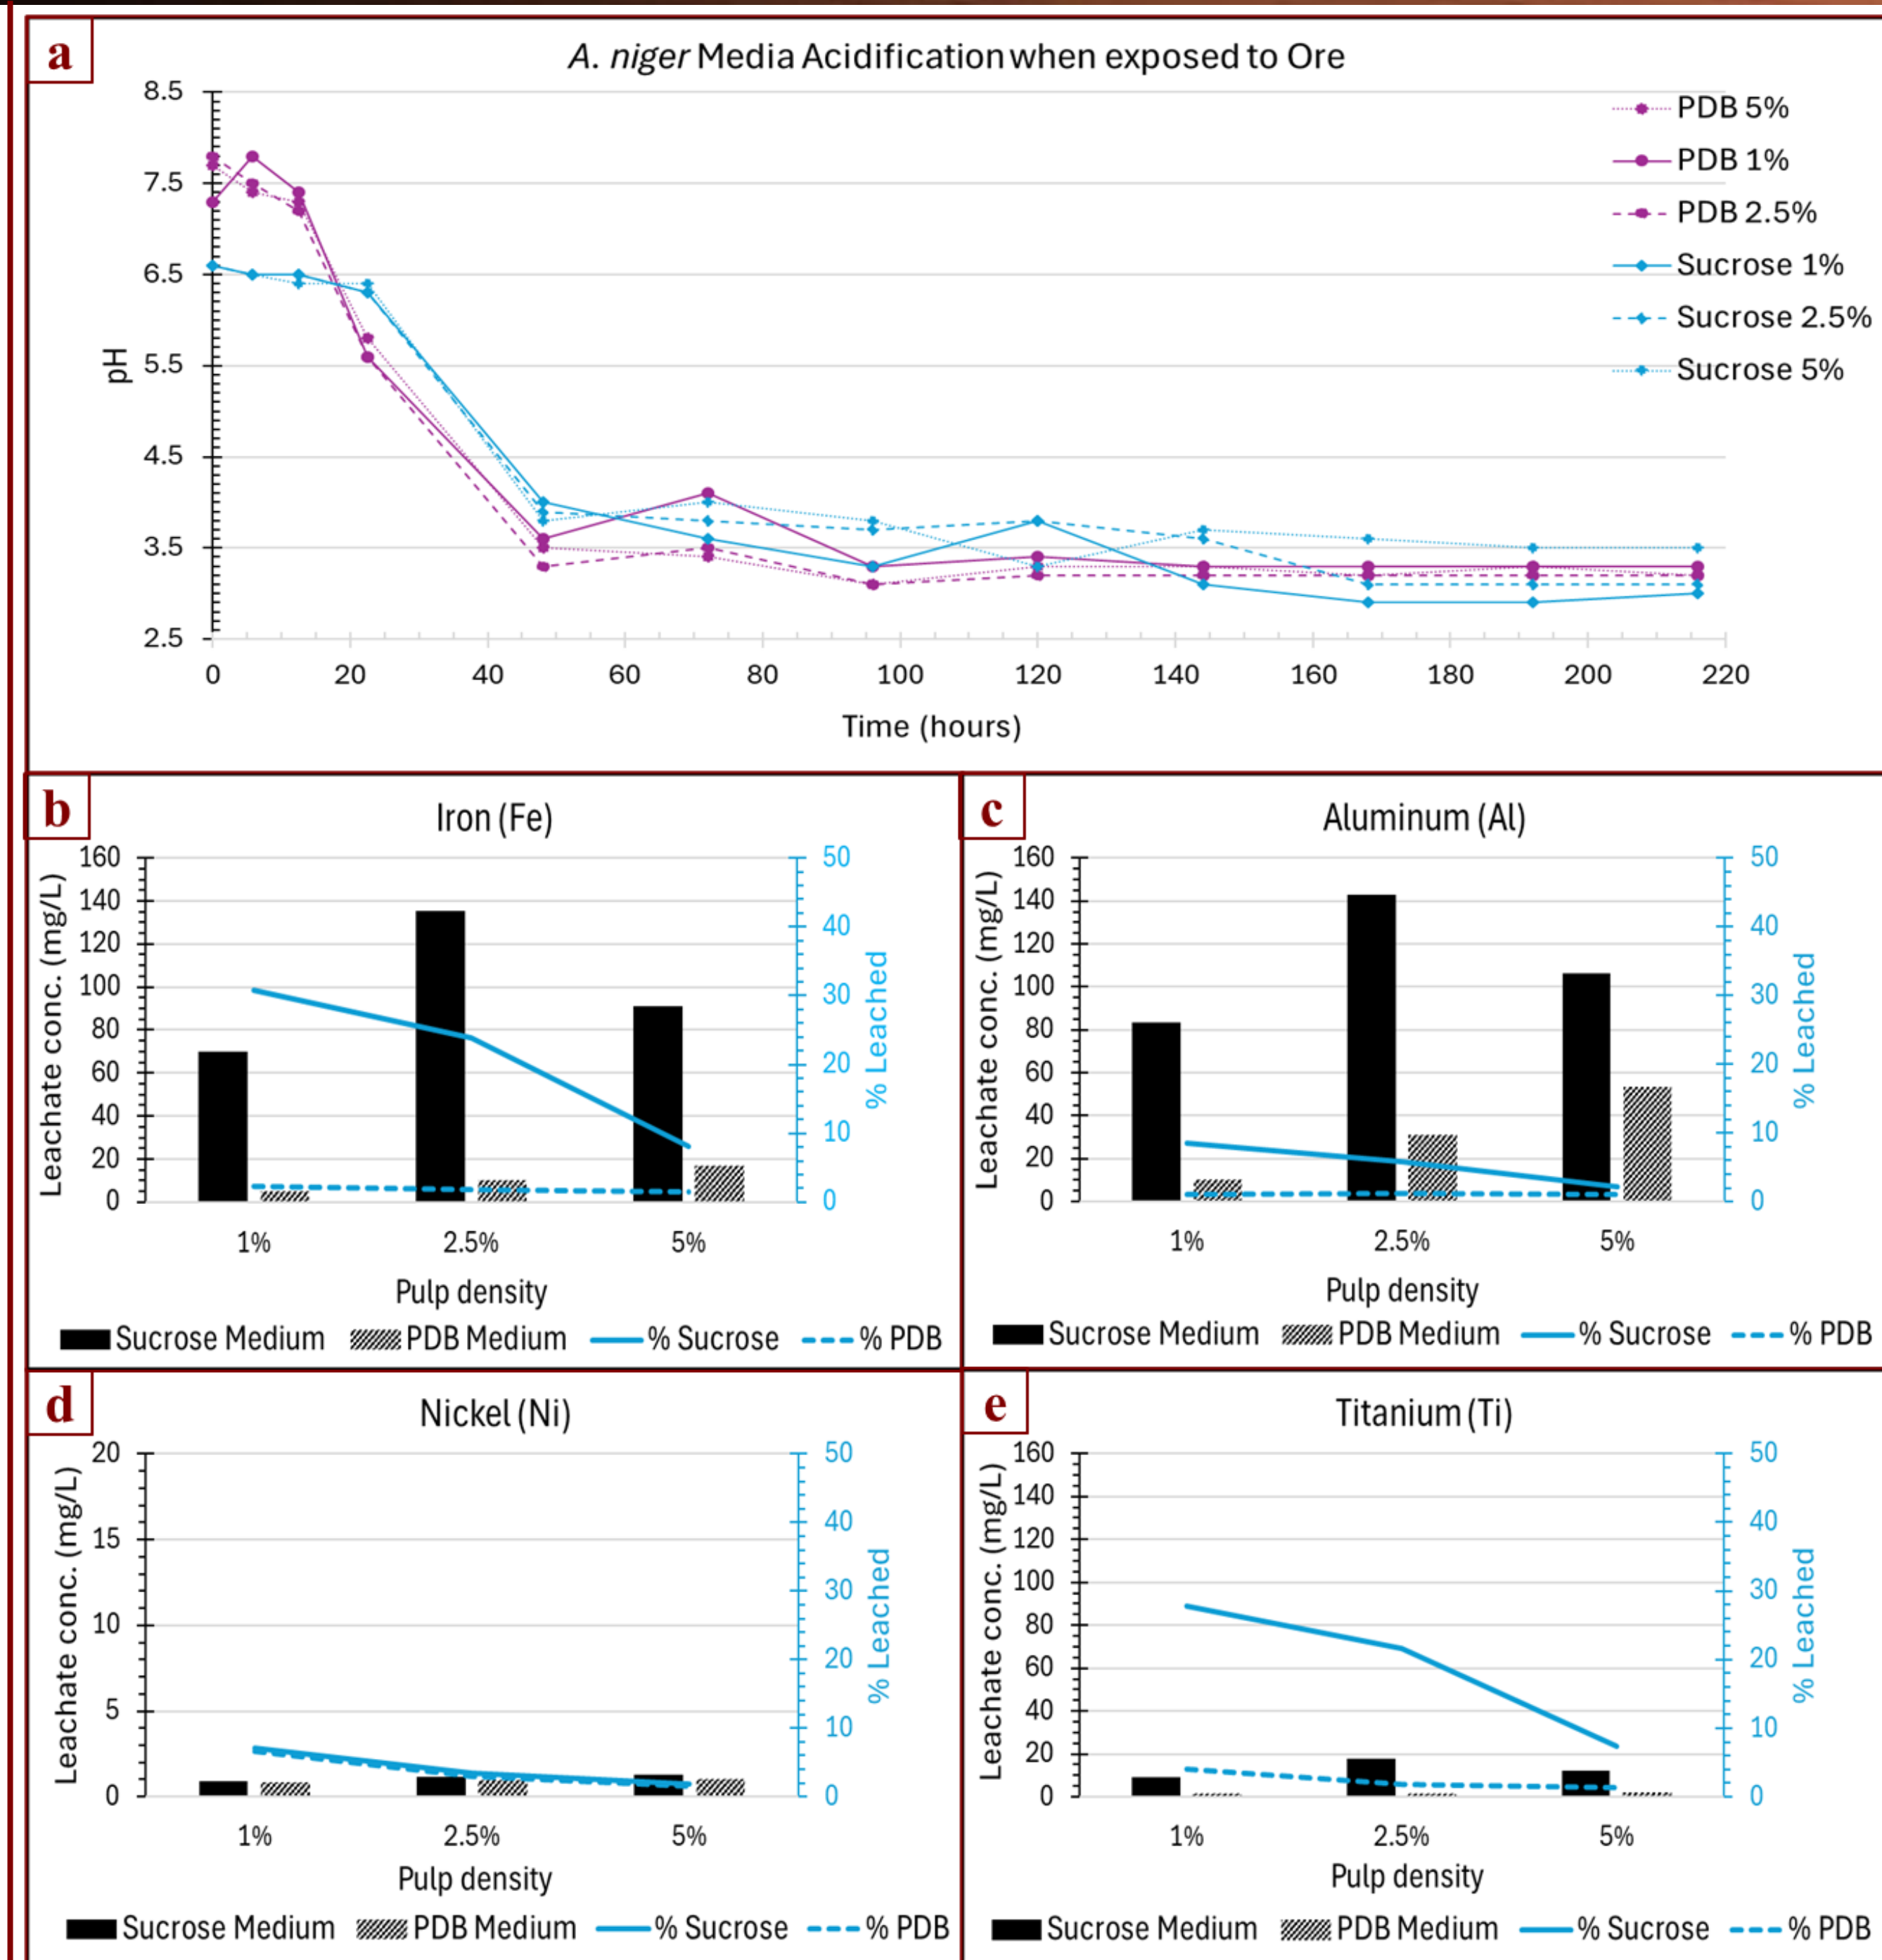 a
A. niger Media Acidification when exposed to Ore
8.5
7.5
6.5
5.5
4.5
3.5
2.5
pH
0 20 40 60 80 100 120 140 160 180 200 220
Time (hours)
PDB 5%
PDB 1%
PDB 2.5%
Sucrose 1%
Sucrose 2.5%
Sucrose 5%
b
Iron (Fe)
160
140
120
100
80
60
40
20
0
Leachate conc. (mg/L)
50
40
30
20
10
0
% Leached
1% 2.5% 5%
Pulp density
Sucrose Medium PDB Medium % Sucrose % PDB
c
Aluminum (Al)
160
140
120
100
80
60
40
20
0
Leachate conc. (mg/L)
50
40
30
20
10
0
% Leached
1% 2.5% 5%
Pulp density
Sucrose Medium PDB Medium % Sucrose % PDB
d
Nickel (Ni)
20
15
10
5
0
Leachate conc. (mg/L)
50
40
30
20
10
0
% Leached
1% 2.5% 5%
Pulp density
Sucrose Medium PDB Medium % Sucrose % PDB
e
Titanium (Ti)
160
140
120
100
80
60
40
20
0
Leachate conc. (mg/L)
50
40
30
20
10
0
% Leached
1% 2.5% 5%
Pulp density
Sucrose Medium PDB Medium % Sucrose % PDB